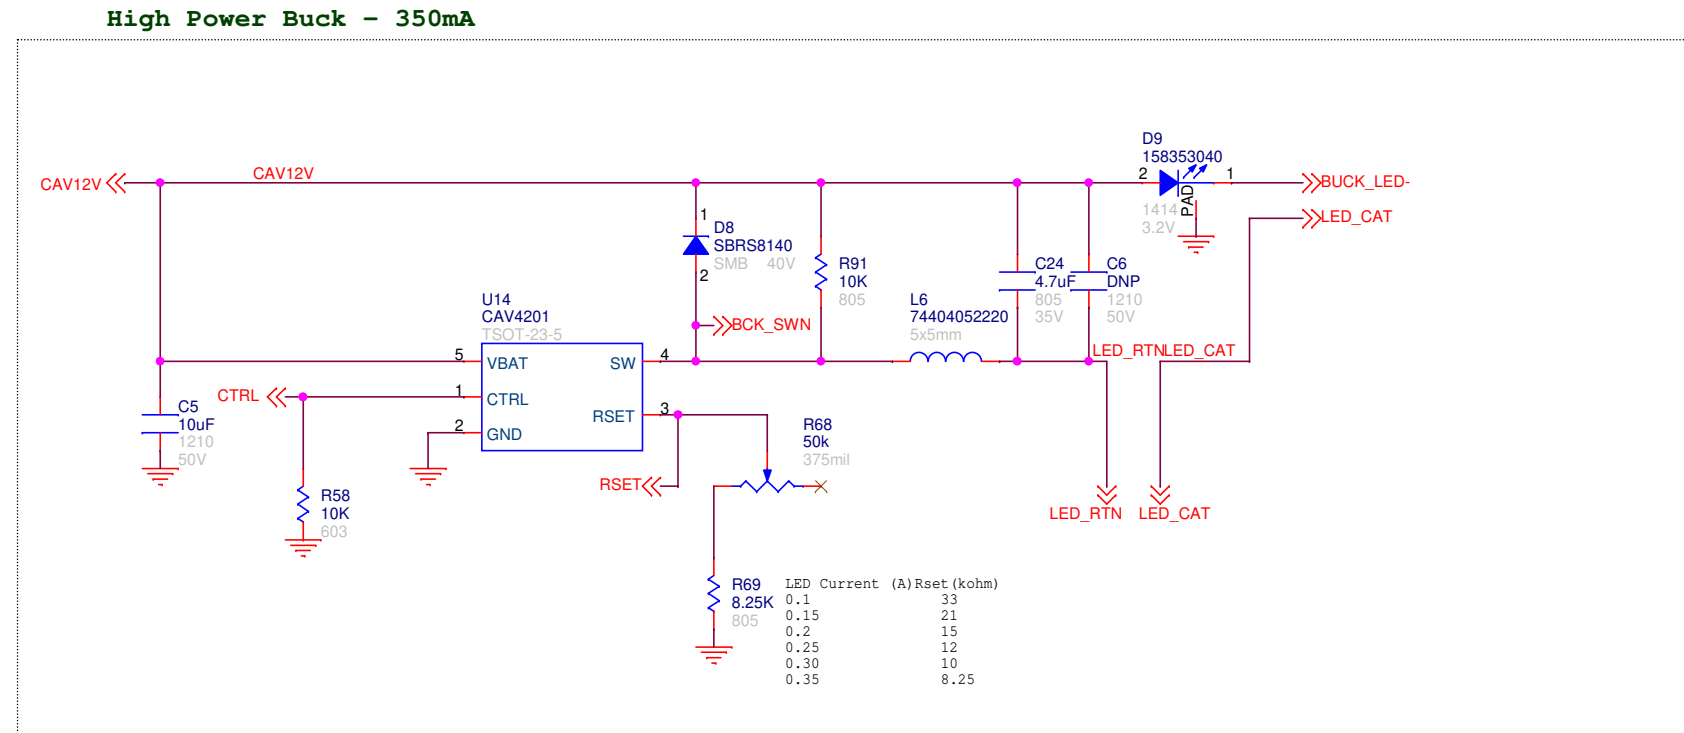 High Power Buck - 350mA
D9
158353040
CAV12V
CAV12V
2
1
BUCK_LED-
PAD
1414
3.2V
LED_CAT
1
D8
SBRS8140
SMB 40V
2
R91
10K
805
C24
4.7uF
805
35V
C6
DNP
1210
50V
U14
CAV4201
TSOT-23-5
BCK_SWN
L6
74404052220
5x5mm
LED_RTN
LED_CAT
5
VBAT
SW
4
CTRL
1
CTRL
RSET
3
2
GND
C5
10uF
1210
50V
R68
50k
375mil
RSET
R58
10K
603
LED_RTN
LED_CAT
R69
8.25K
805
LED Current (A)Rset(kohm)
0.1 33
0.15 21
0.2 15
0.25 12
0.30 10
0.35 8.25